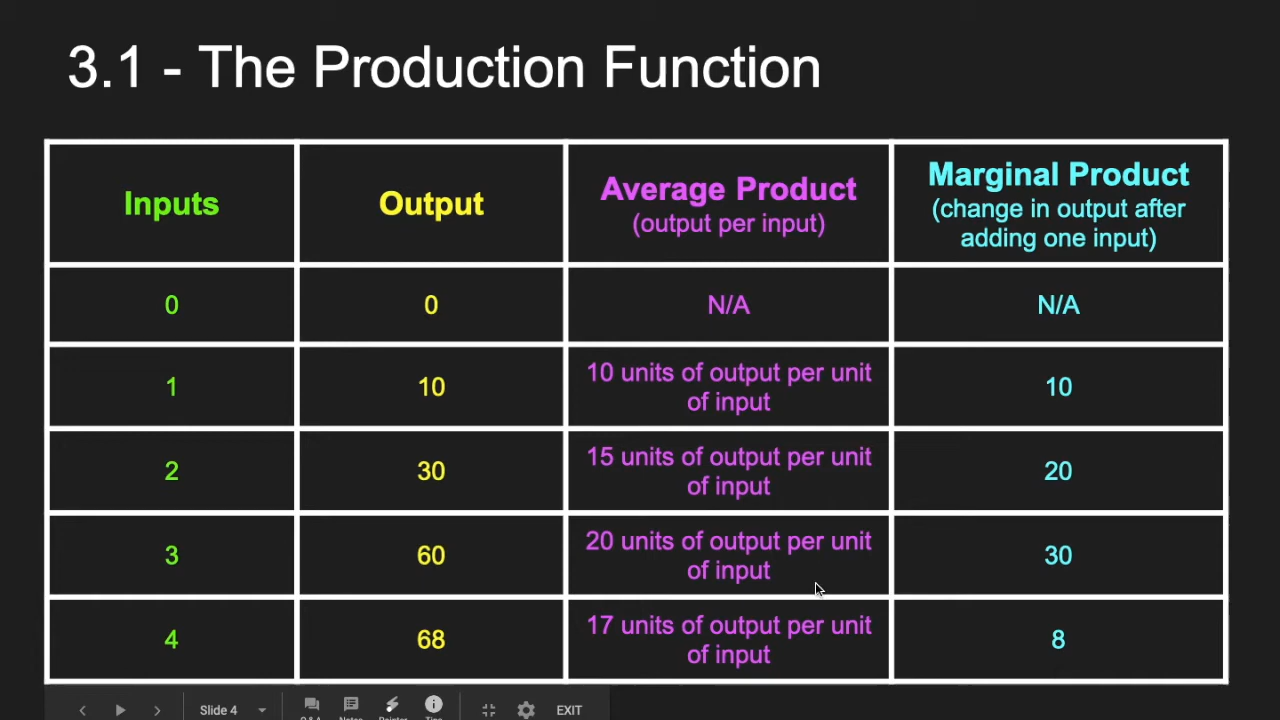 3.1 - The Production Function
Inputs
Output
Average Product
(output per input)
Marginal Product
(change in output after
adding one input)
0
0
N/A
N/A
1
10
10 units of output per unit
of input
10
2
30
15 units of output per unit
of input
20
3
60
20 units of output per unit
of input
30
4
68
17 units of output per unit
of input
8
Slide 4
EXIT